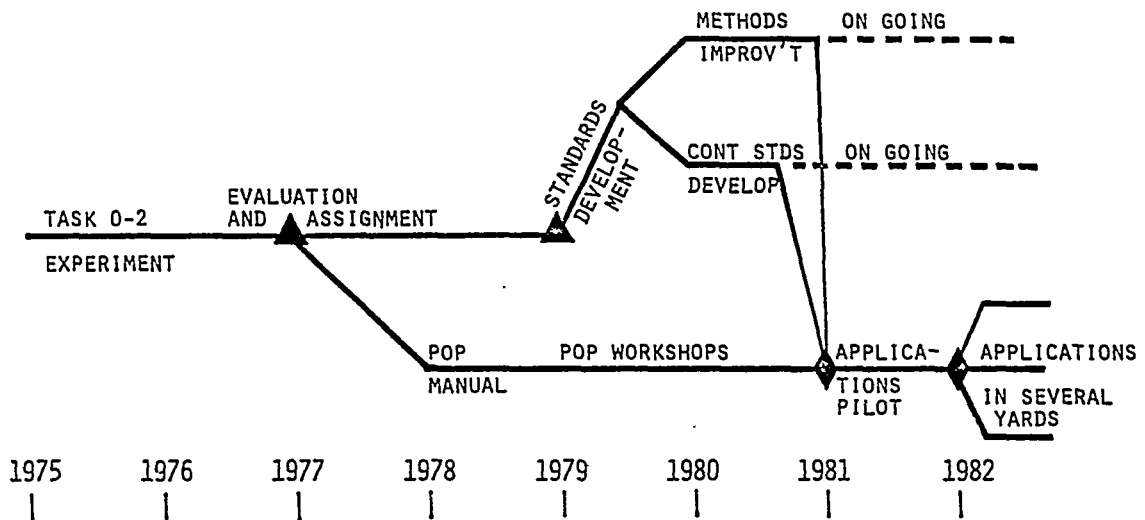 METHODS ON GOING
IMPROV'T
STANDARDS
DEVELOP-
MENT
CONT STDS ON GOING
DEVELOP
EVALUATION
TASK O-2 AND ASSIGNMENT
EXPERIMENT
POP POP WORKSHOPS APPLICA- APPLICATIONS
MANUAL TIONS IN SEVERAL
PILOT YARDS
1975 1976 1977 1978 1979 1980 1981 1982